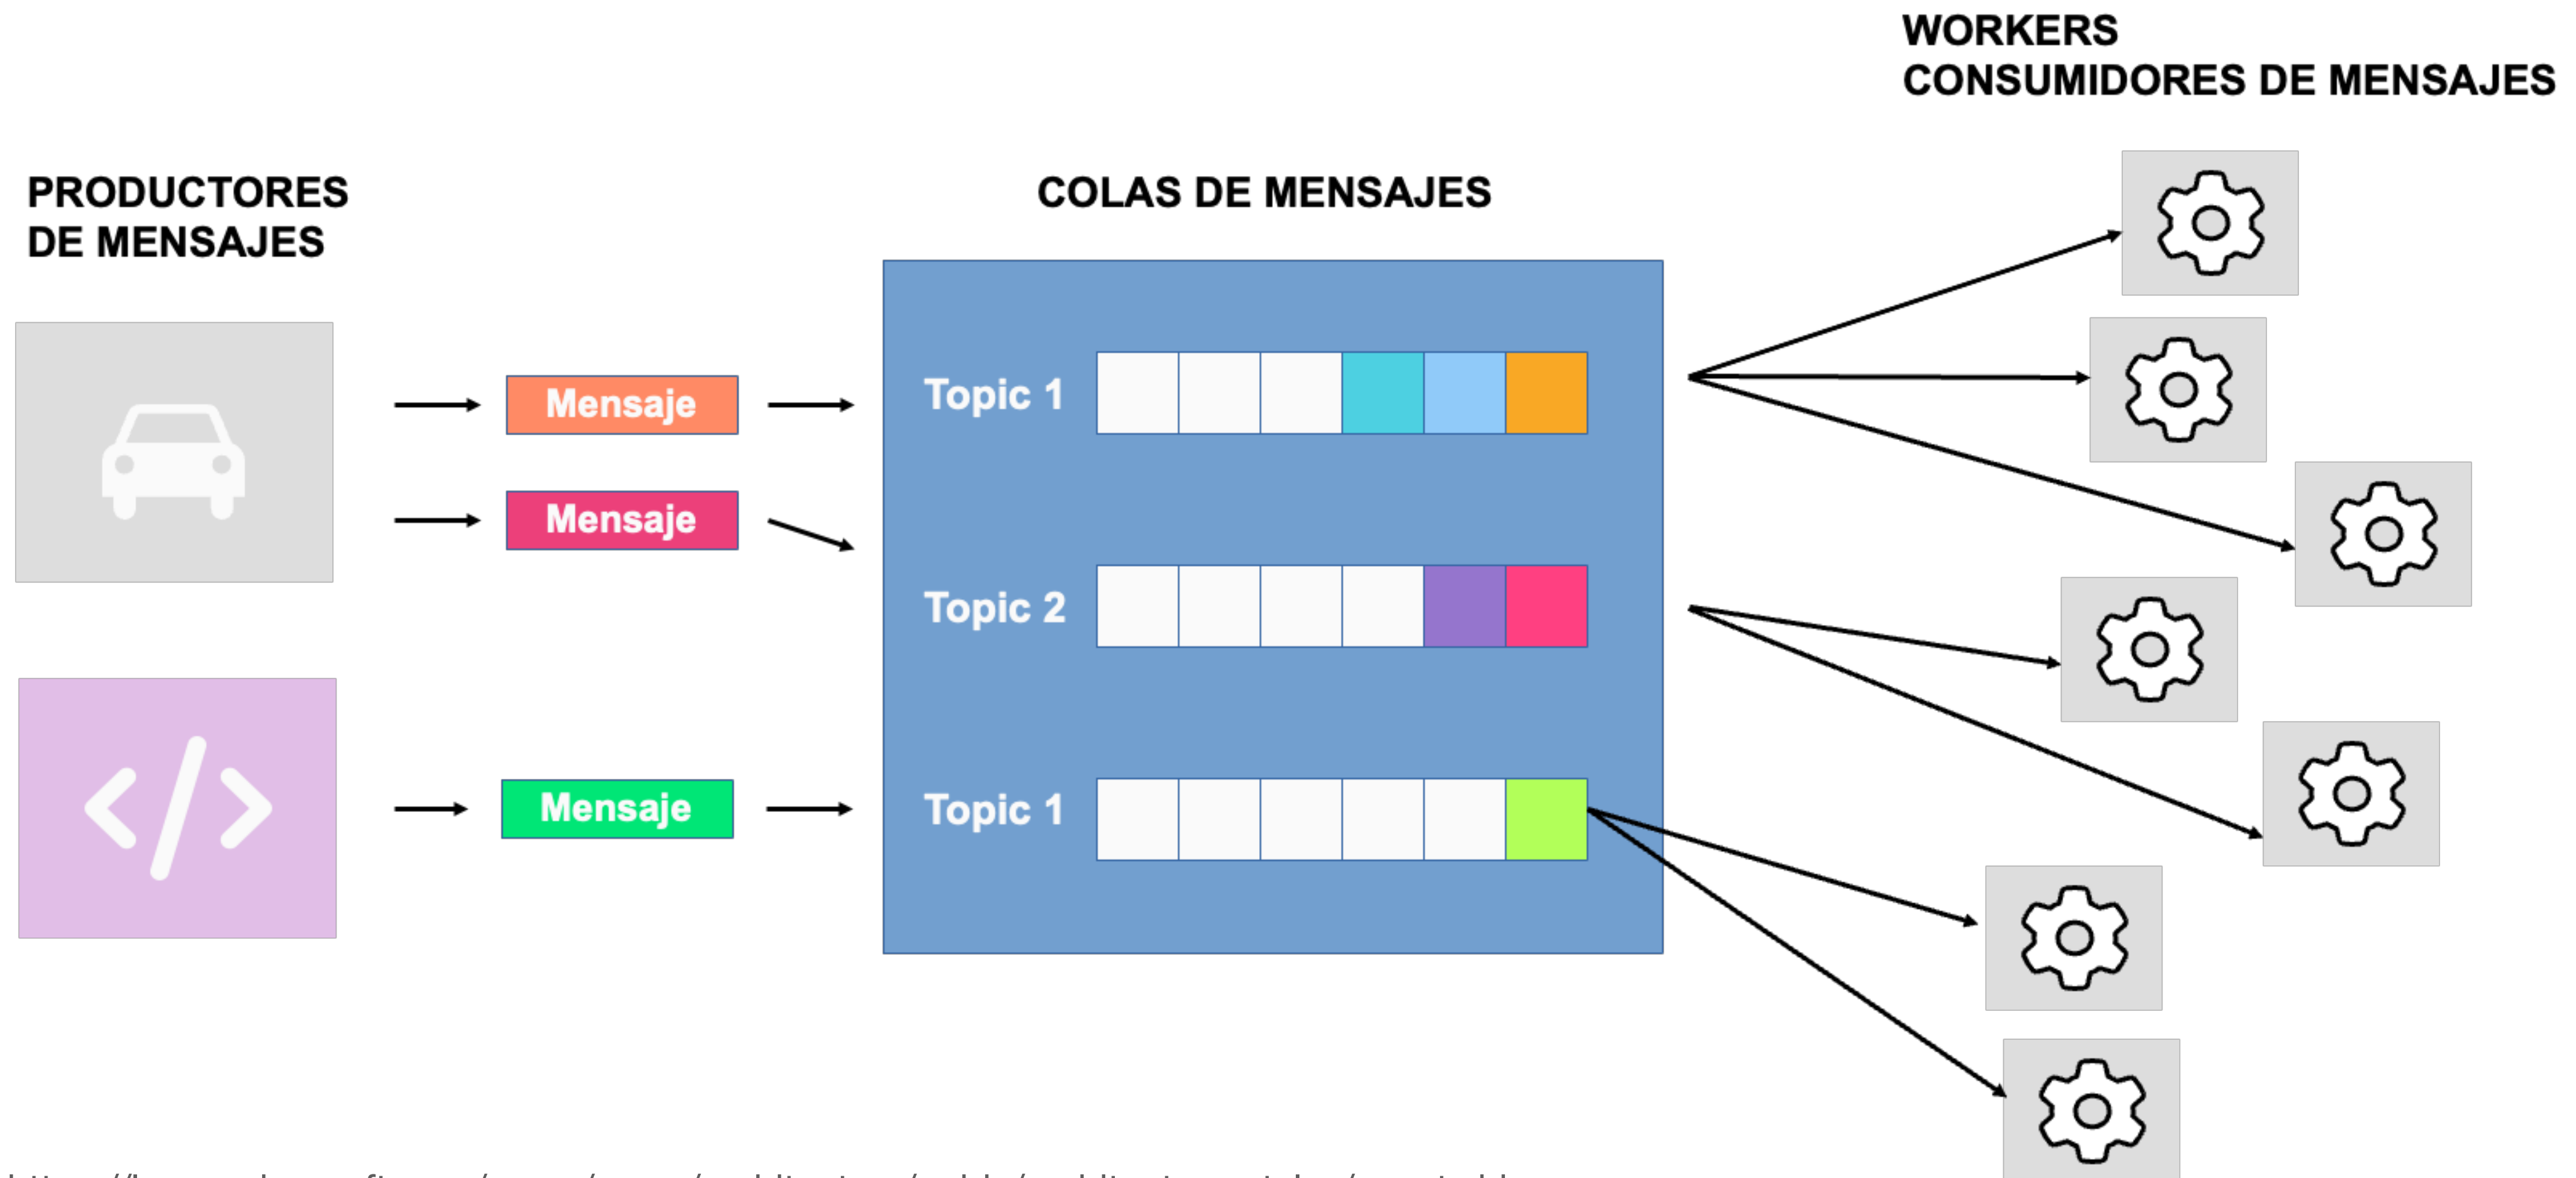 WORKERS
CONSUMIDORES DE MENSAJES
PRODUCTORES
DE MENSAJES
COLAS DE MENSAJES
Mensaje
Topic 1
Mensaje
Topic 2
Mensaje
Topic 1